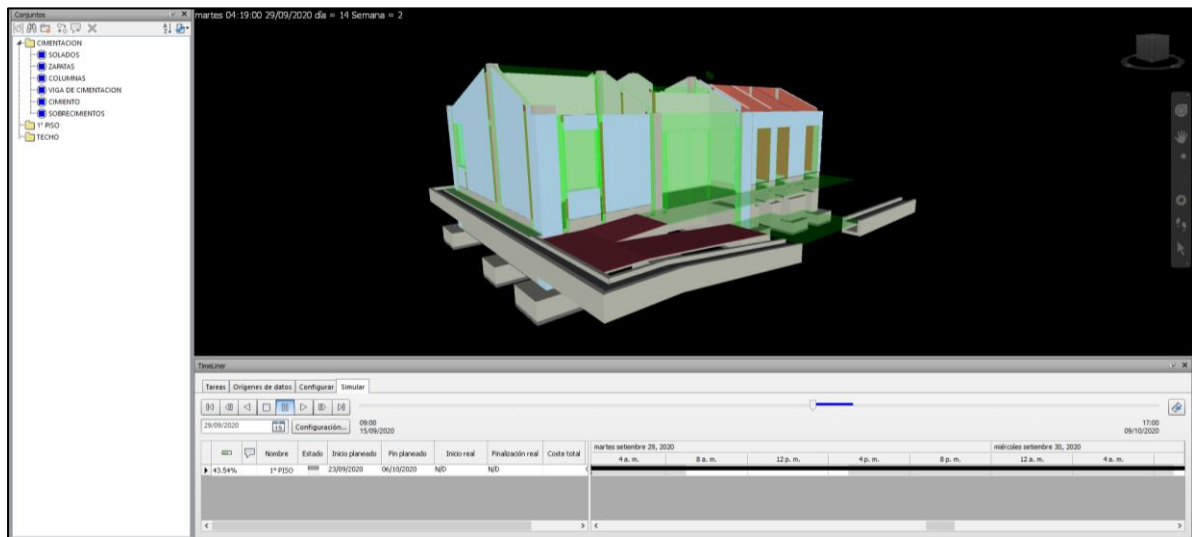 Conjuntos
CIMENTACION
SOLADOS
ZAPATAS
COLUMNAS
VIGA DE CIMENTACION
CIMIENTO
SOBRECIMIENTOS
1º PISO
TECHO
martes 04:19:00 29/09/2020 día = 14 Semana = 2
TimeLiner
Tareas Orígenes de datos Configurar Simular
29/09/2020 15 Configuración... 09:00 15/09/2020 17:00 09/10/2020
Nombre Estado Inicio planeado Fin planeado Inicio real Finalización real Coste total
43.54% 1º PISO 23/09/2020 06/10/2020 N/D N/D
martes setiembre 29, 2020 miércoles setiembre 30, 2020
4 a. m. 8 a. m. 12 p. m. 4 p. m. 8 p. m. 12 a. m. 4 a. m.